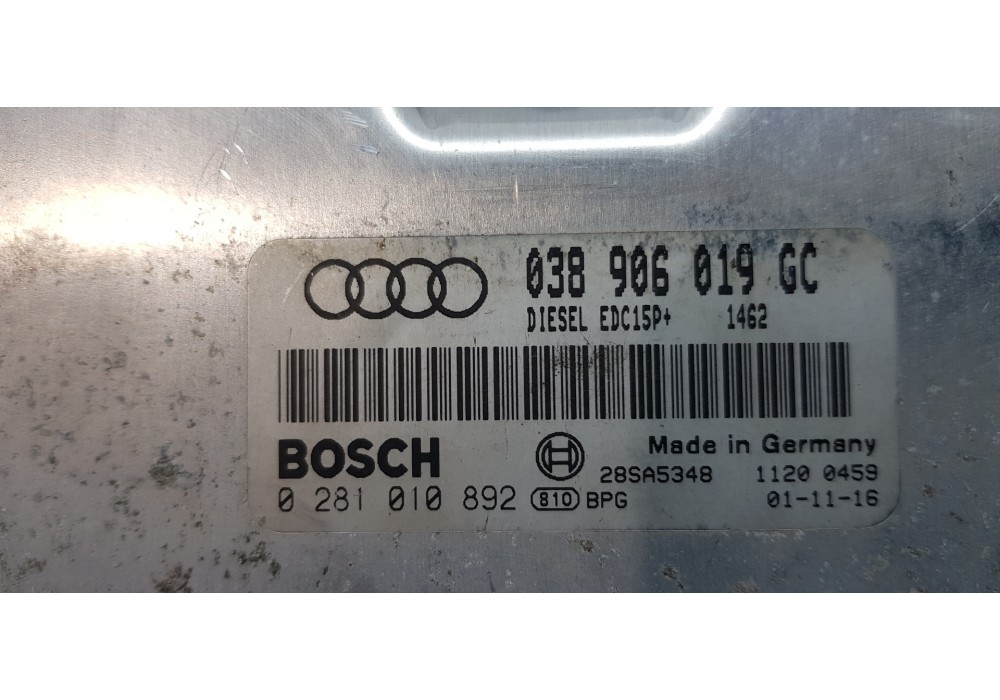 038 906 019 GC
DIESEL EDC15P+ 1462
BOSCH
Made in Germany
28SA5348 1120 0459
0 281 010 892 810 BPG 01-11-16